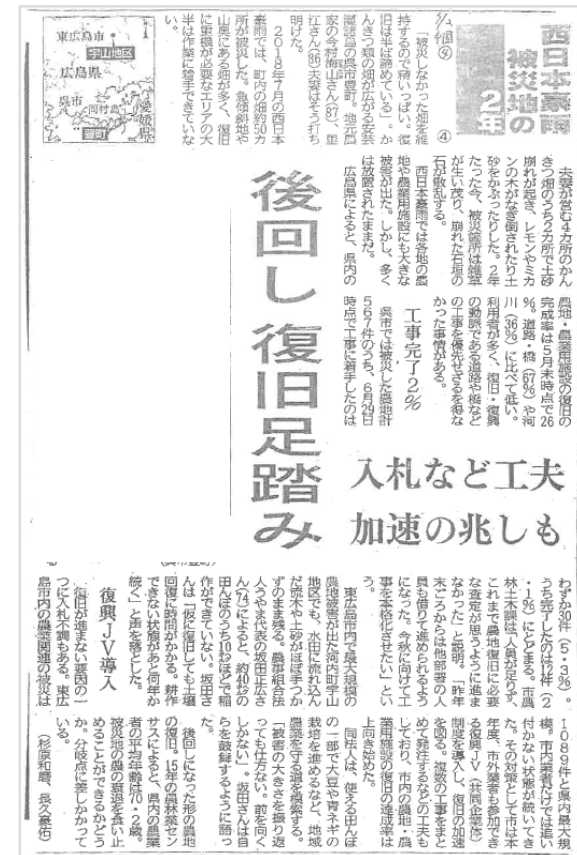 西日本豪雨
被災地の
2年
④
「被災しなかった畑を維
持するので精いっぱい。復
旧は半ば諦めている」。か
んきつ類の畑が広がる安芸
灘諸島の呉市豊町。地元農
家の今村海山さん(87)、里
江さん(86)夫妻はそう打ち
明けた。
2018年7月の西日本
豪雨では、町内の畑約50カ
所が被災した。急傾斜地や
山奥にある畑が多く、復旧
に重機が必要なエリアの大
半は作業に着手できていな
い。
東広島市
宇山地区
広島県
呉市
岡村島
愛媛県
豊町
夫妻が営む4カ所のかん
きつ畑のうち2カ所で土砂
崩れが起き、レモンやミカ
ンの木がなぎ倒されたり土
砂をかぶったりした。2年
たった今、被災箇所は雑草
が生い茂り、崩れた石垣の
石が散乱する。
西日本豪雨では各地の農
地や農業用施設にも大きな
被害が出た。しかし、多く
は放置されたままだ。
広島県によると、県内の
後回し 復旧足踏み
農地・農業用施設の復旧の
完成率は5月末時点で26
%。道路・橋(67%)や河
川(36%)に比べて低い。
利用者が多く、復旧・復興
の動脈である道路や橋など
の工事を優先せざるを得な
かった事情がある。
工事完了2%
呉市では被災した農地計
567件のうち、6月29日
時点で工事に着手したのは
入札など工夫
加速の兆しも
わずか30件(5・3%)。
うち完了したのは12件(2
・1%)にとどまる。市農
林土木課は「人員が足りず、
これまで農地復旧に必要
な査定が思うように進ま
なかった」と説明。「昨年
末ごろからは他部署の人
員も借りて進められるよう
になった。今秋に向けて工
事を本格化させたい」とい
う。
東広島市内で最大規模の
農地被害が出た河内町宇山
地区でも、水田に流れ込ん
だ流木や土砂がほぼ手つか
ずのまま残る。農事組合法
人うやま代表の坂田正広さ
ん(74)によると、約40㌶の
田んぼのうち10㌶ほどで稲
作ができていない。坂田さ
んは「仮に復旧しても土壌
回復に時間がかかる。耕作
できない状態があと何年か
続く」と声を落とした。
復興JV導入
復旧が進まない要因の一
つに入札不調もある。東広
島市内の農業関連の被災は
1089件と県内最大規
模。市内業者だけでは追い
付かない状態が続いてき
た。その対策として市は本
年度、市外業者も参加でき
る復興JV(共同企業体)
制度を導入し、復旧の加速
を図る。複数の工事をまと
めて発注するなどの工夫も
しており、市内の農地・農
業用施設の復旧の達成率は
上向き始めた。
同法人は、使える田んぼ
の一部で大豆や青ネギの
栽培を進めるなど、地域
農業を守る道を模索する。
「被害の大きさを振り返
っても仕方ない。前を向く
しかない」。坂田さんは自
らを鼓舞するように語っ
た。
後回しになった形の農地
の復旧。15年の農林業セン
サスによると、県内の農業
者の平均年齢は70・2歳。
被災地の農の衰退を食い止
めることができるかどう
か。分岐点に差しかかって
いる。
(杉原和磨、長久豪佑)